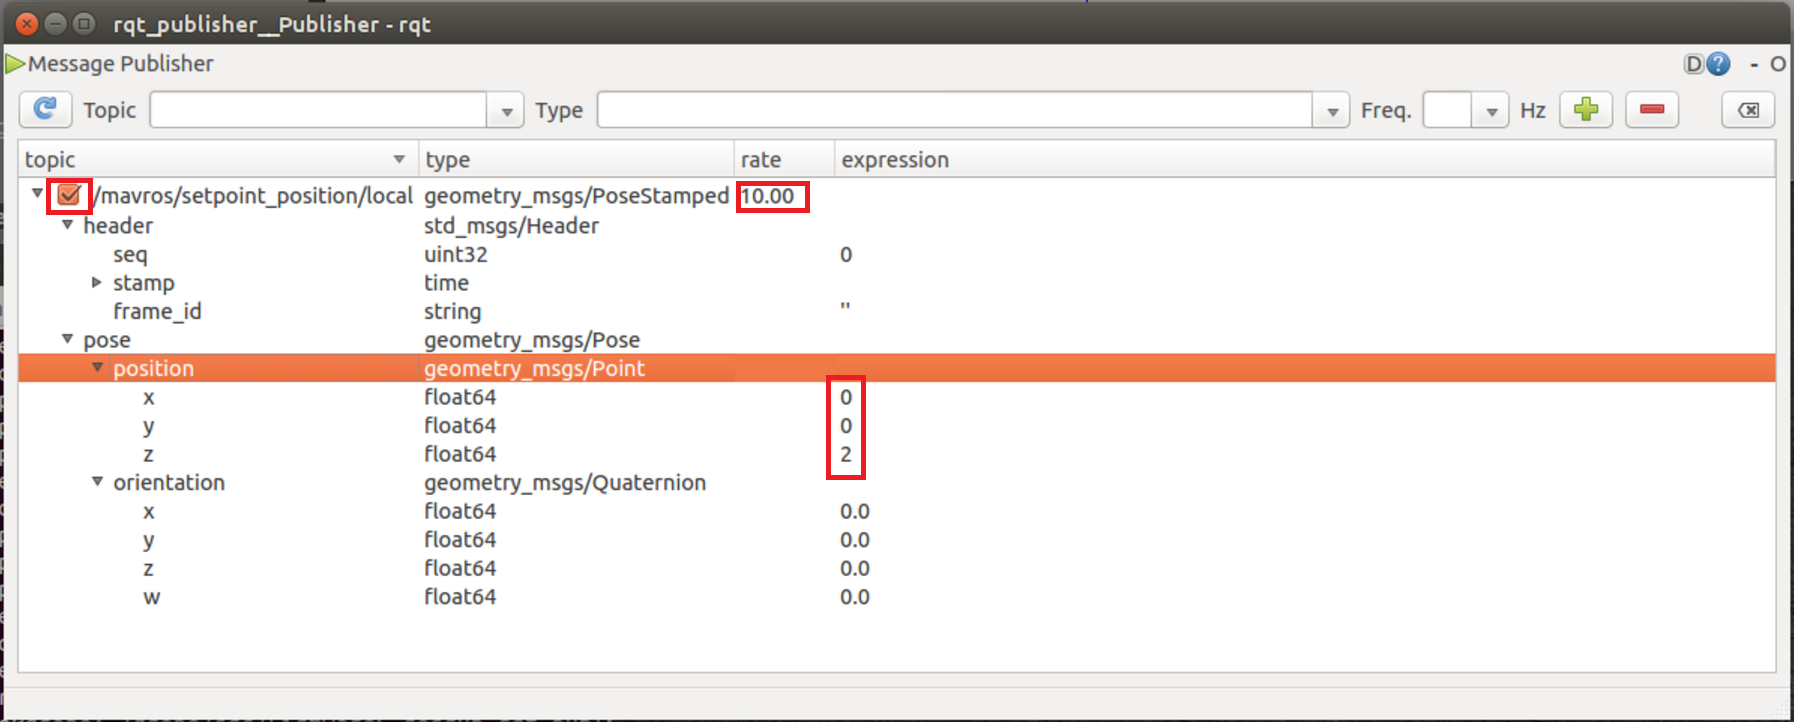 rqt_publisher__Publisher - rqt
Message Publisher D ? - O
Topic Type Freq. Hz
topic type rate expression
/mavros/setpoint_position/local geometry_msgs/PoseStamped 10.00
header std_msgs/Header
seq uint32 0
stamp time
frame_id string ''
pose geometry_msgs/Pose
position geometry_msgs/Point
x float64 0
y float64 0
z float64 2
orientation geometry_msgs/Quaternion
x float64 0.0
y float64 0.0
z float64 0.0
w float64 0.0